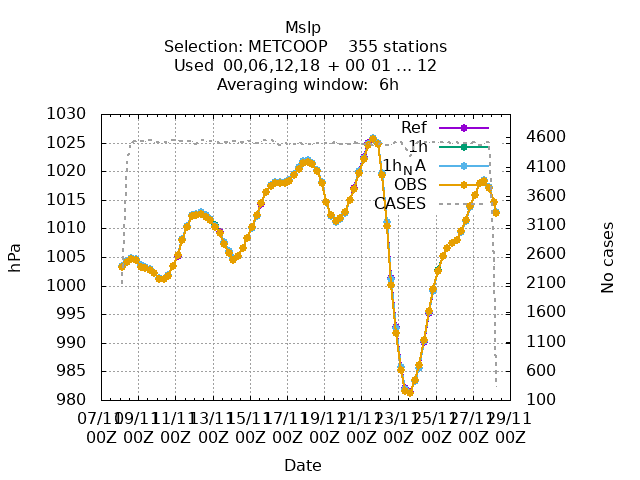 Mslp
Selection: METCOOP 355 stations
Used 00,06,12,18 + 00 01 ... 12
Averaging window: 6h
1030
1025
1020
1015
1010
1005
1000
995
990
985
980
hPa
4600
4100
3600
3100
2600
2100
1600
1100
600
100
No cases
Ref
1h
1h_N A
OBS
CASES
07/11 09/11 11/11 13/11 15/11 17/11 19/11 21/11 23/11 25/11 27/11 29/11
00Z 00Z 00Z 00Z 00Z 00Z 00Z 00Z 00Z 00Z 00Z 00Z
Date